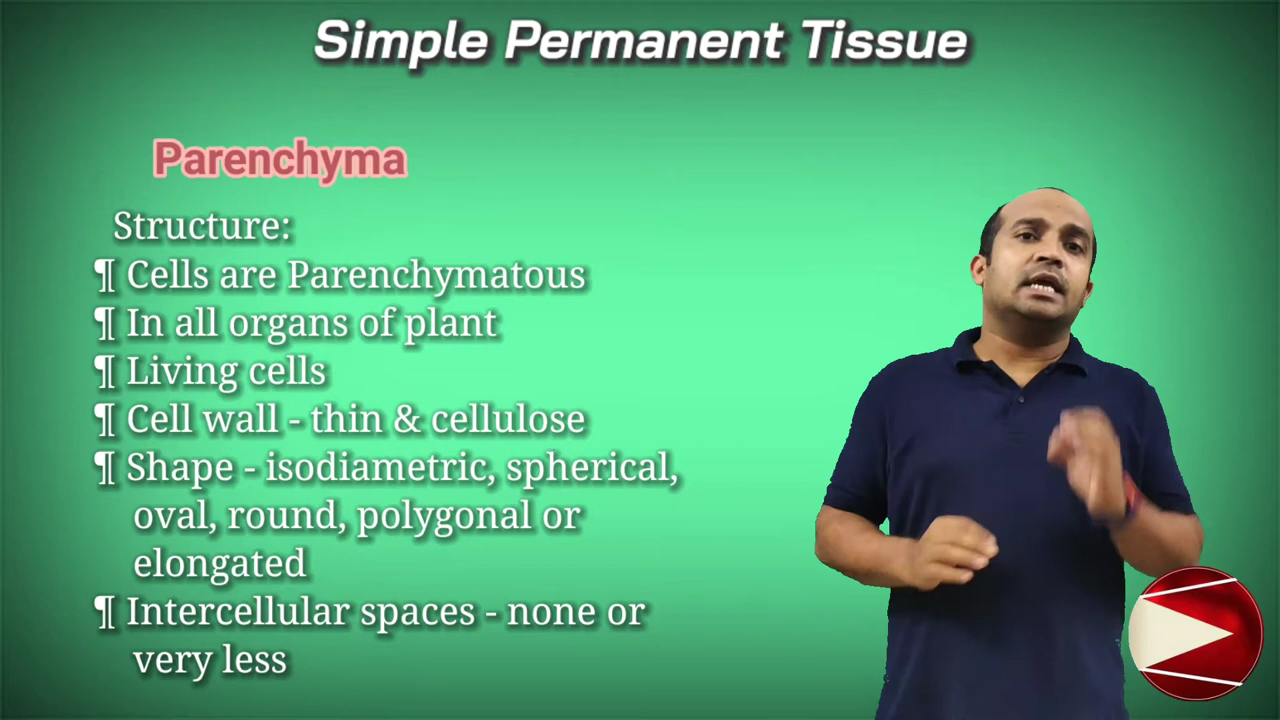 Simple Permanent Tissue
Parenchyma
Structure:
¶ Cells are Parenchymatous
¶ In all organs of plant
¶ Living cells
¶ Cell wall - thin & cellulose
¶ Shape - isodiametric, spherical,
oval, round, polygonal or
elongated
¶ Intercellular spaces - none or
very less